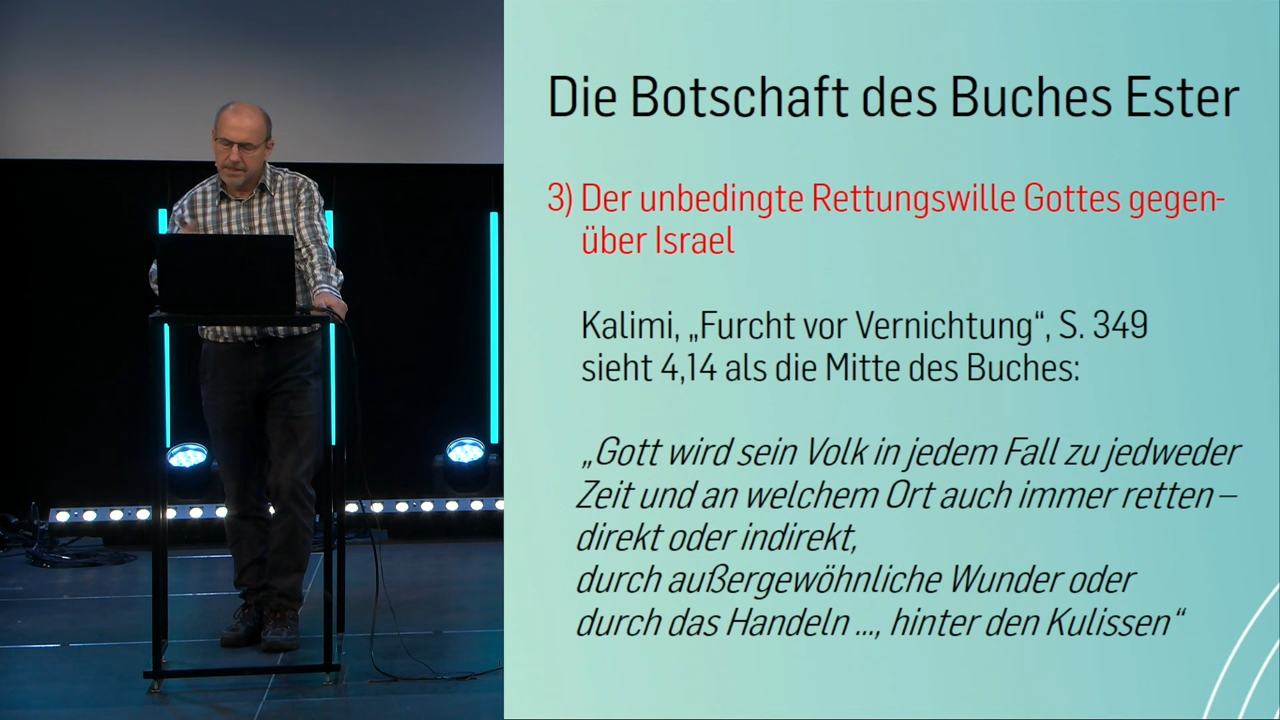 Die Botschaft des Buches Ester
3) Der unbedingte Rettungswille Gottes gegen-
über Israel
Kalimi, „Furcht vor Vernichtung“, S. 349
sieht 4,14 als die Mitte des Buches:
„Gott wird sein Volk in jedem Fall zu jedweder
Zeit und an welchem Ort auch immer retten –
direkt oder indirekt,
durch außergewöhnliche Wunder oder
durch das Handeln ..., hinter den Kulissen“